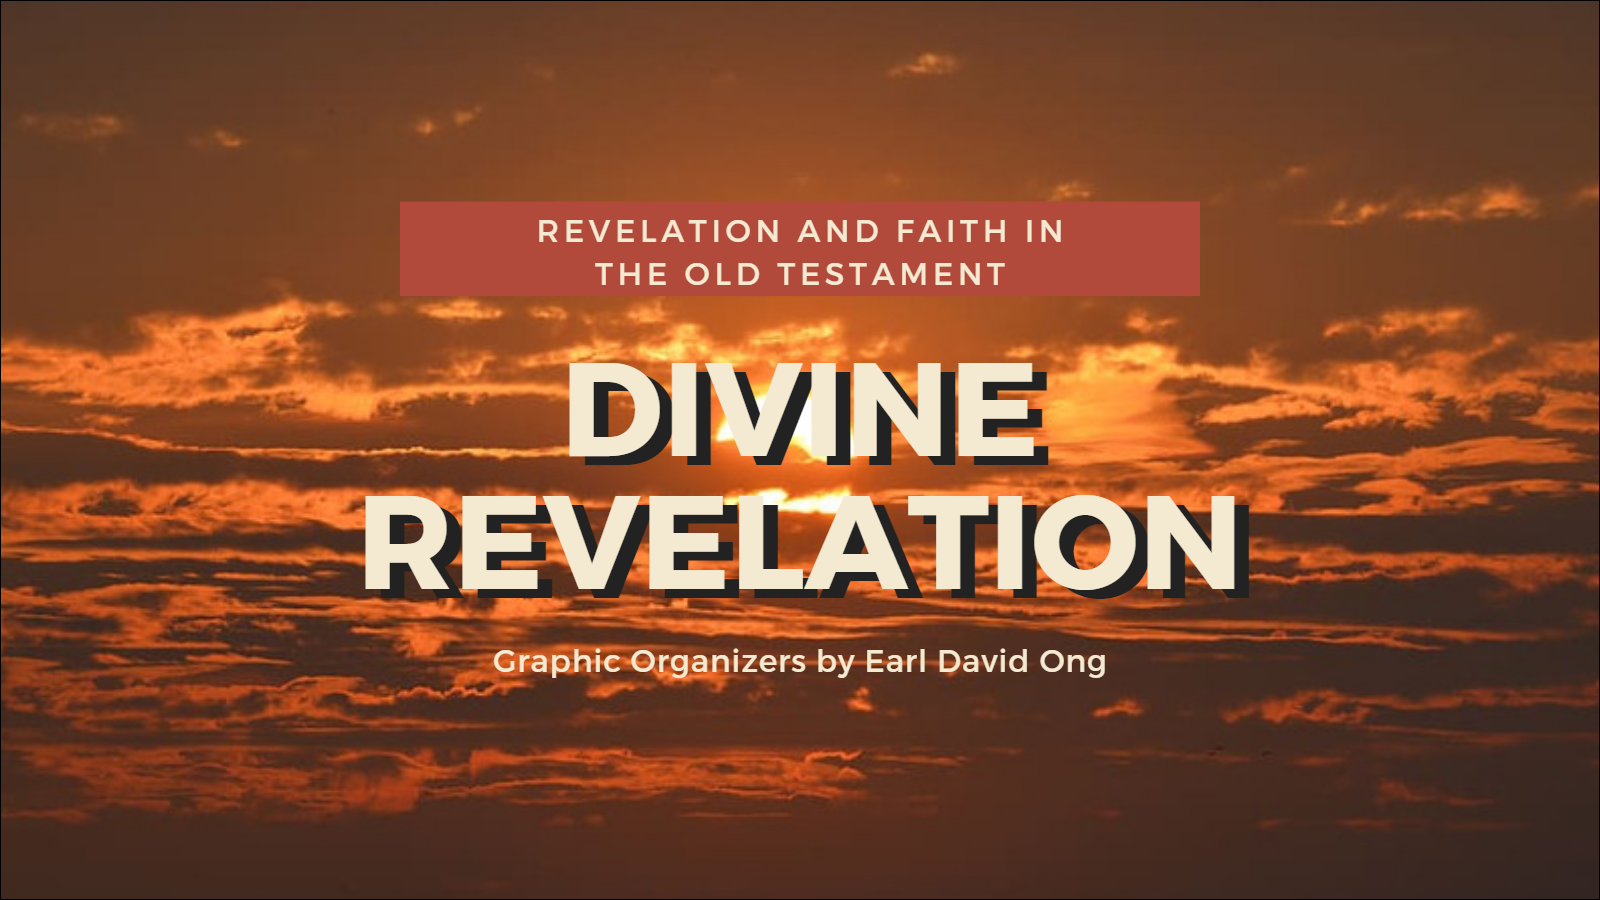 REVELATION AND FAITH IN
THE OLD TESTAMENT
DIVINE
REVELATION
Graphic Organizers by Earl David Ong